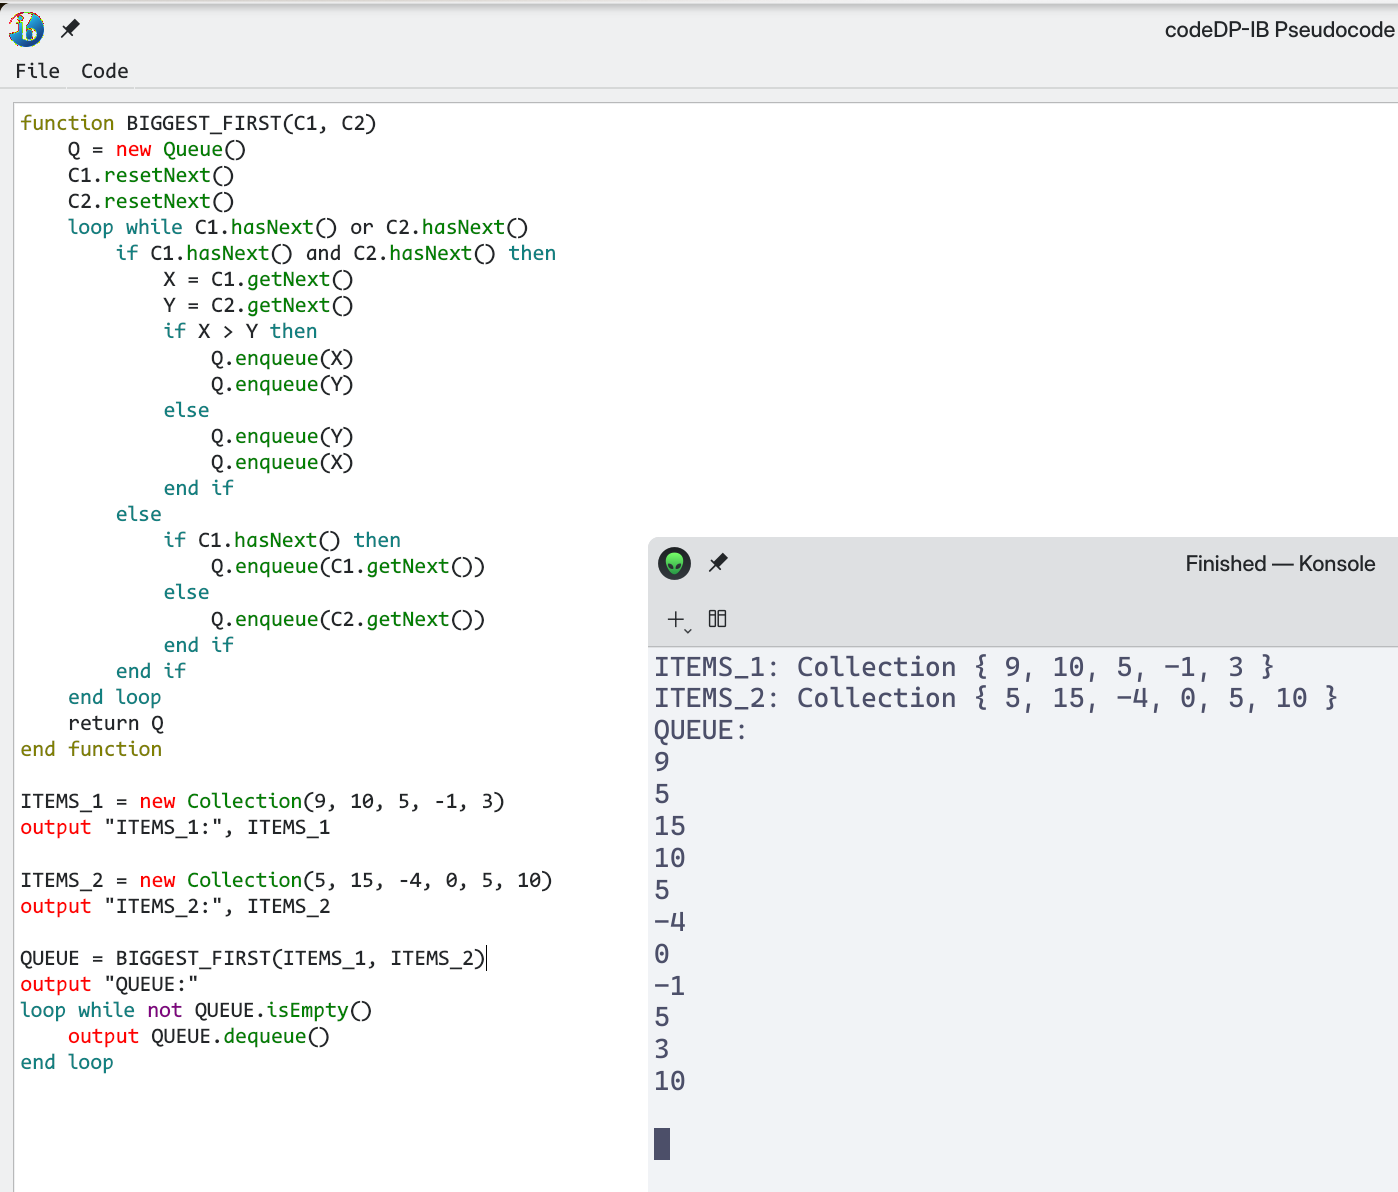 codeDP-IB Pseudocode
File Code
function BIGGEST_FIRST(C1, C2)
    Q = new Queue()
    C1.resetNext()
    C2.resetNext()
    loop while C1.hasNext() or C2.hasNext()
        if C1.hasNext() and C2.hasNext() then
            X = C1.getNext()
            Y = C2.getNext()
            if X > Y then
                Q.enqueue(X)
                Q.enqueue(Y)
            else
                Q.enqueue(Y)
                Q.enqueue(X)
            end if
        else
            if C1.hasNext() then
                Q.enqueue(C1.getNext())
            else
                Q.enqueue(C2.getNext())
            end if
        end if
    end loop
    return Q
end function

ITEMS_1 = new Collection(9, 10, 5, -1, 3)
output "ITEMS_1:", ITEMS_1

ITEMS_2 = new Collection(5, 15, -4, 0, 5, 10)
output "ITEMS_2:", ITEMS_2

QUEUE = BIGGEST_FIRST(ITEMS_1, ITEMS_2)
output "QUEUE:"
loop while not QUEUE.isEmpty()
    output QUEUE.dequeue()
end loop
Finished — Konsole
ITEMS_1: Collection { 9, 10, 5, -1, 3 }
ITEMS_2: Collection { 5, 15, -4, 0, 5, 10 }
QUEUE:
9
5
15
10
5
-4
0
-1
5
3
10